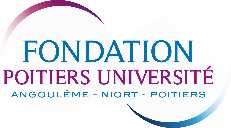 FONDATION
POITIERS UNIVERSITÉ
ANGOULÊME - NIORT - POITIERS